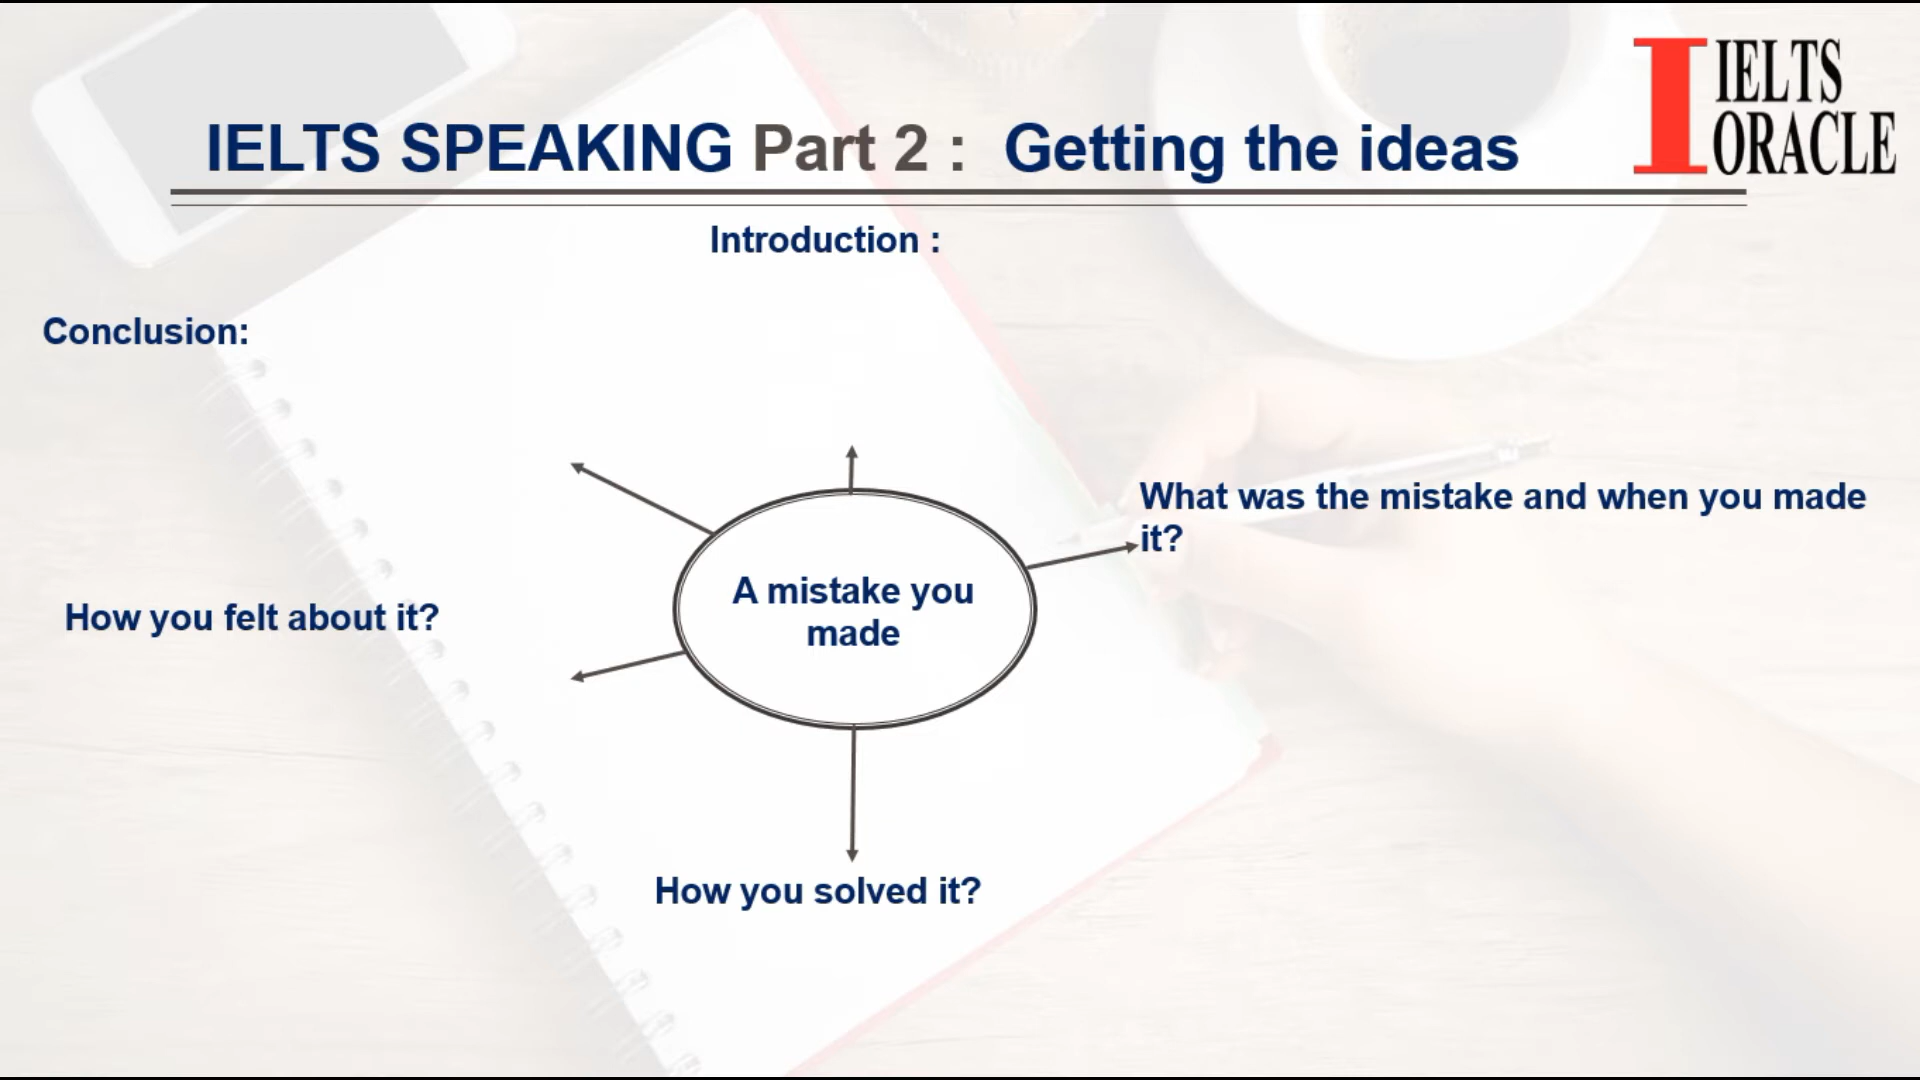 IELTS SPEAKING Part 2 : Getting the ideas
IELTS
ORACLE
Introduction :
Conclusion:
What was the mistake and when you made
it?
A mistake you
made
How you felt about it?
How you solved it?